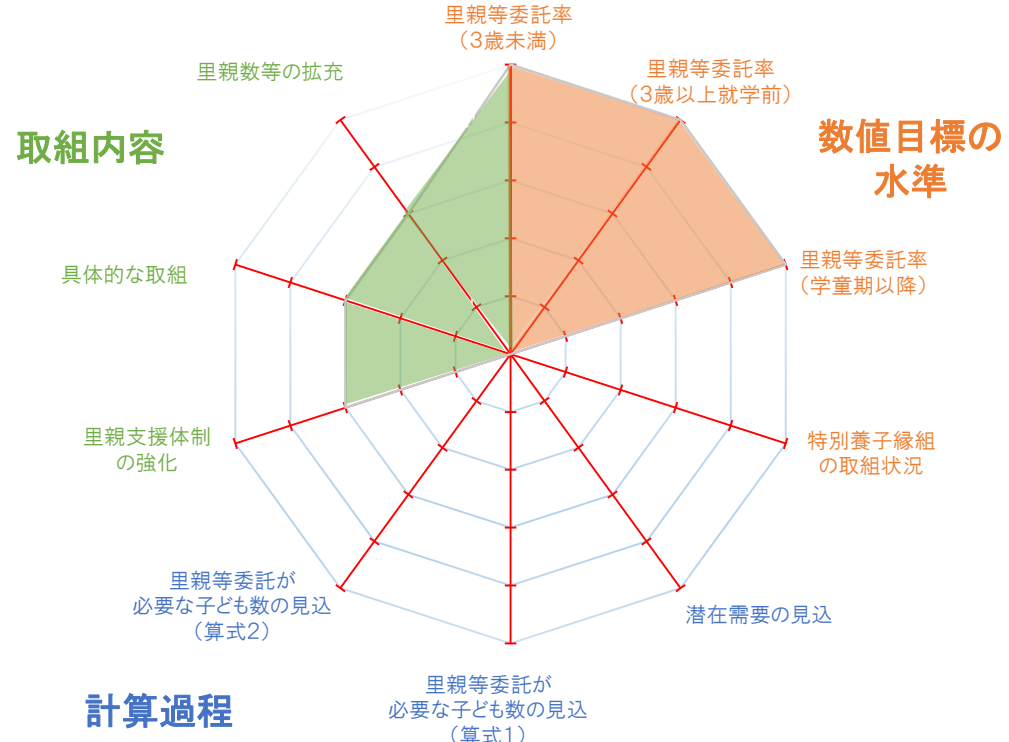 里親等委託率
（3歳未満）
里親等委託率
（3歳以上就学前）
里親数等の拡充
取組内容
数値目標の
水準
具体的な取組
里親等委託率
（学童期以降）
里親支援体制
の強化
特別養子縁組
の取組状況
里親等委託が
必要な子ども数の見込
（算式2）
潜在需要の見込
計算過程
里親等委託が
必要な子ども数の見込
（算式1）